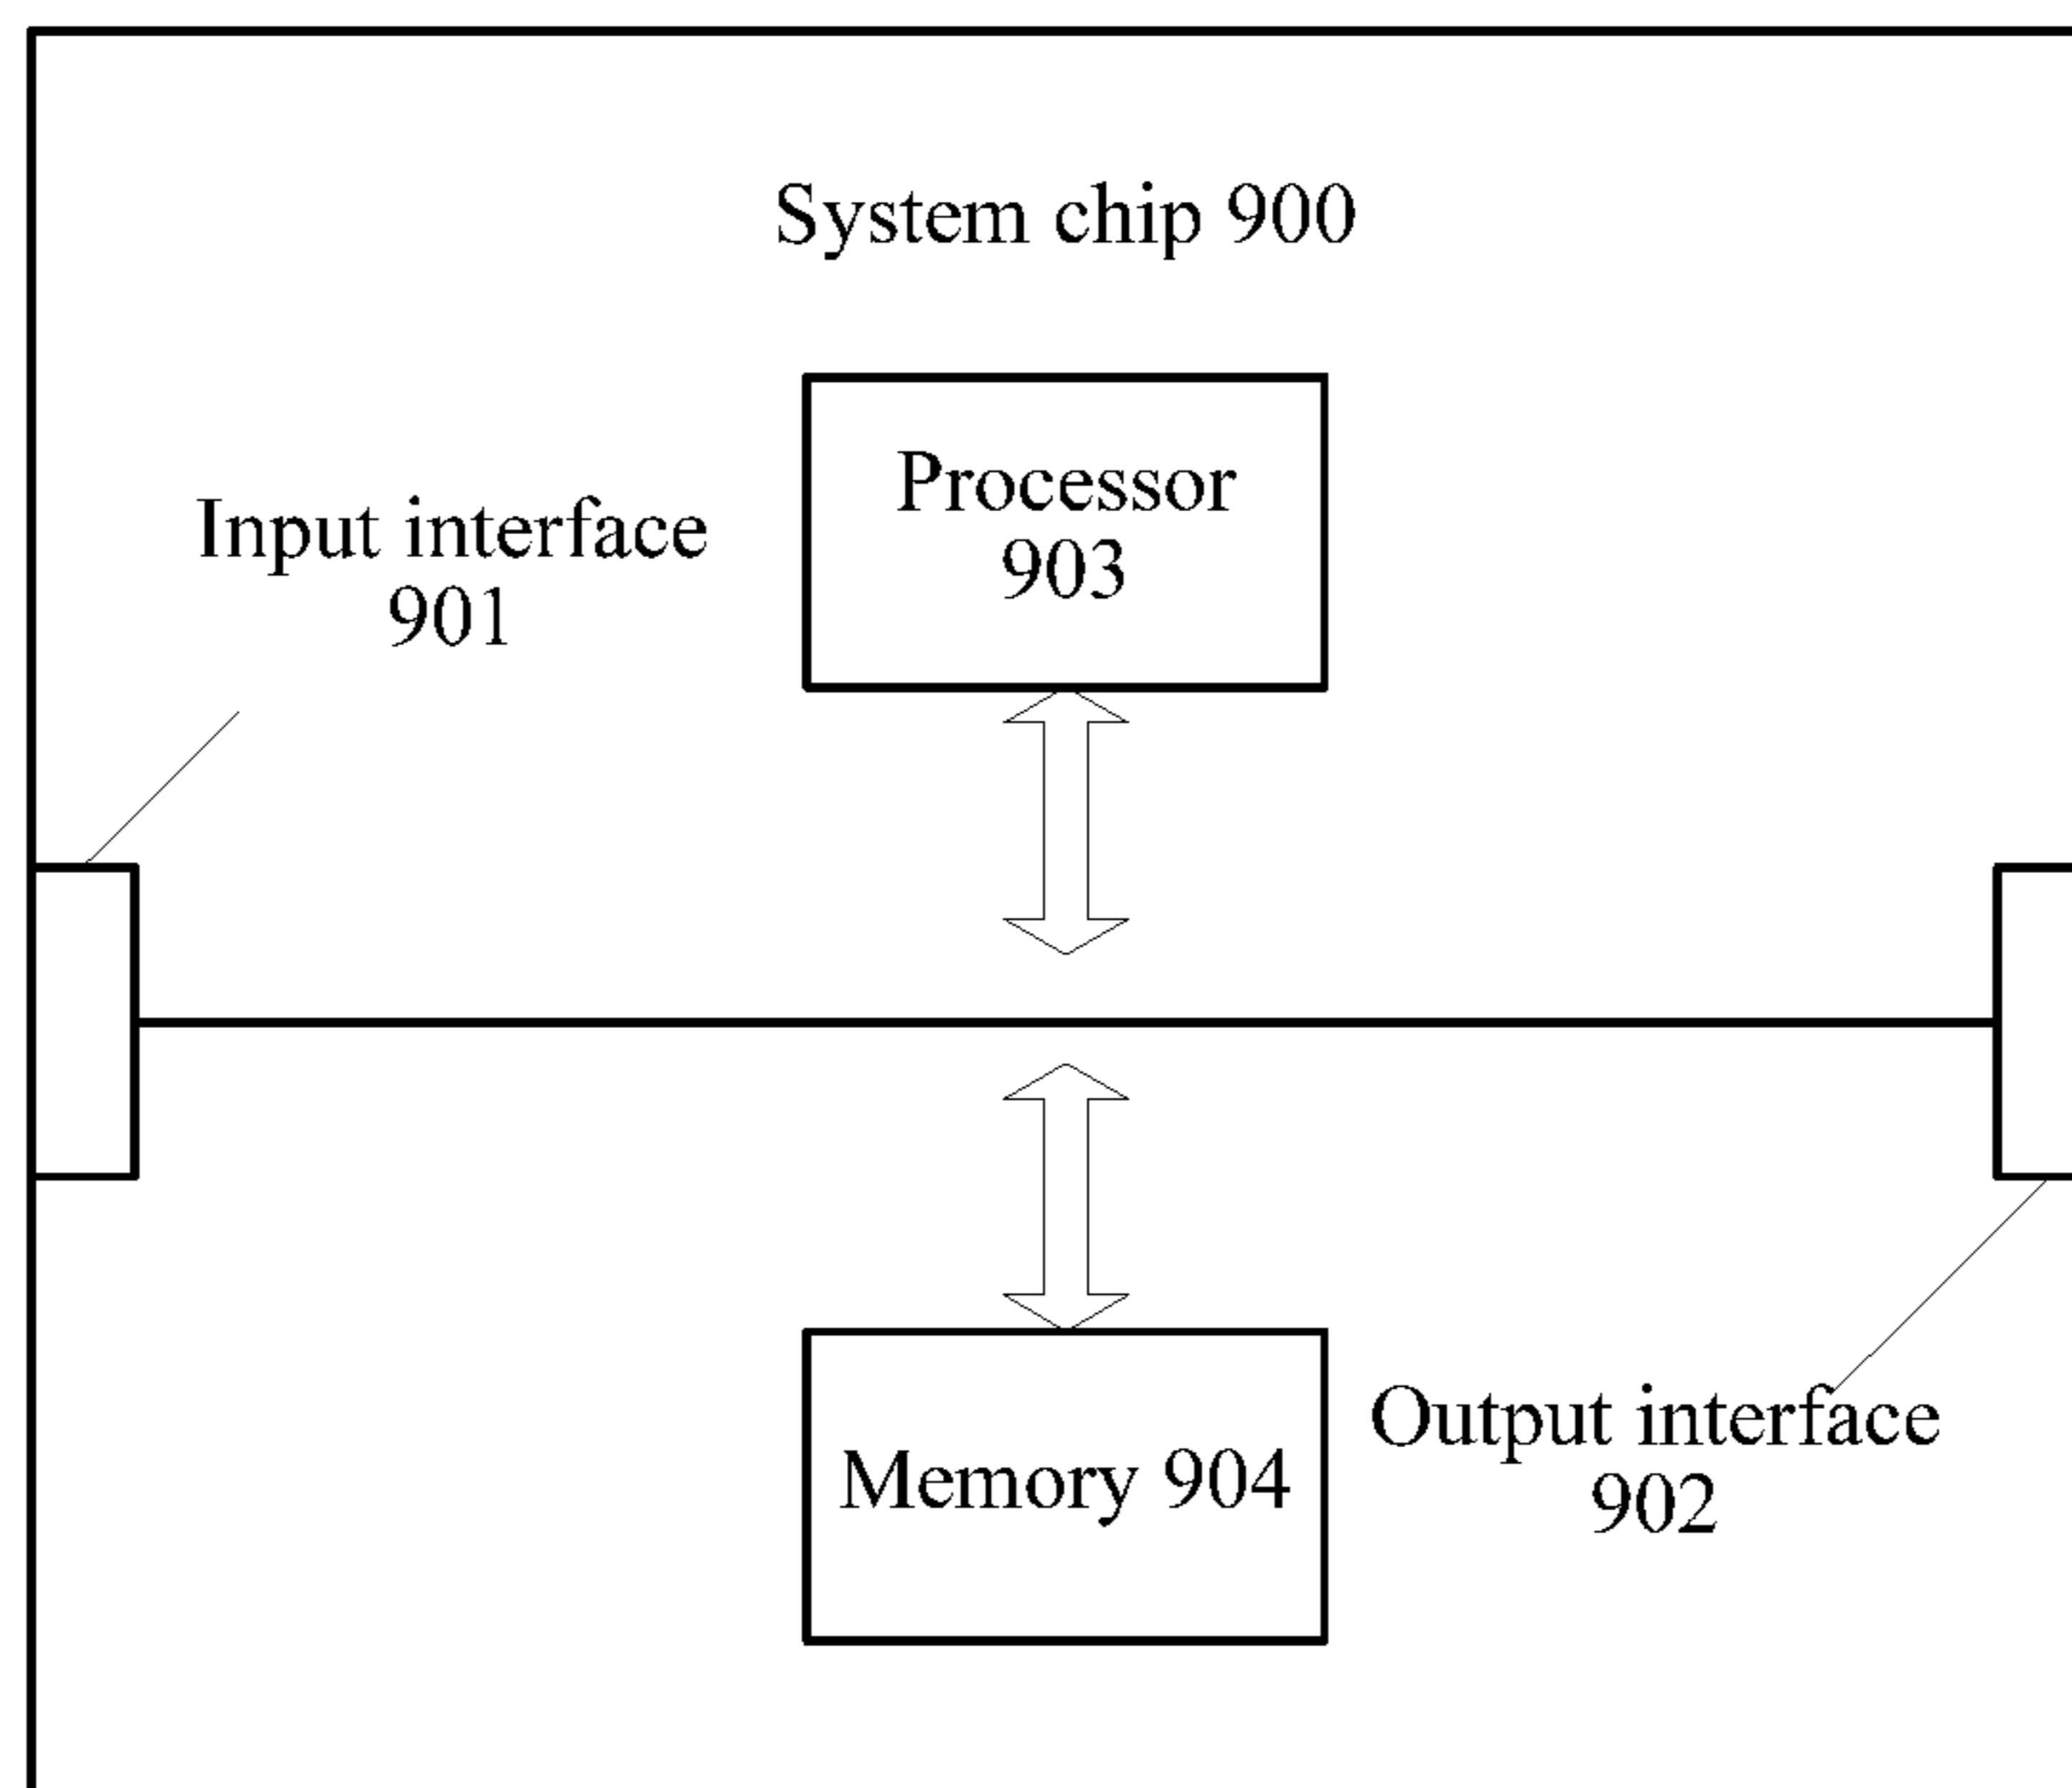 System chip 900
Processor
903
Input interface
901
Memory 904
Output interface
902